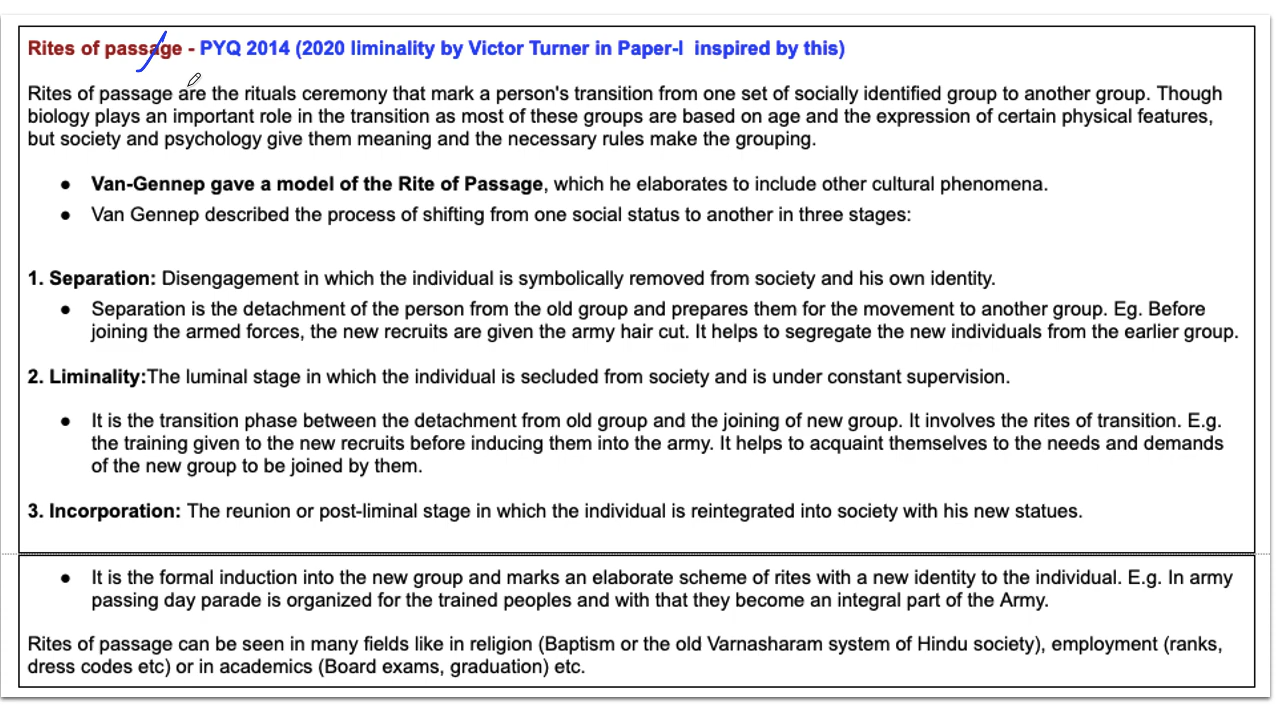 Rites of passage - PYQ 2014 (2020 liminality by Victor Turner in Paper-I inspired by this)
Rites of passage are the rituals ceremony that mark a person's transition from one set of socially identified group to another group. Though
biology plays an important role in the transition as most of these groups are based on age and the expression of certain physical features,
but society and psychology give them meaning and the necessary rules make the grouping.
● Van-Gennep gave a model of the Rite of Passage, which he elaborates to include other cultural phenomena.
● Van Gennep described the process of shifting from one social status to another in three stages:
1. Separation: Disengagement in which the individual is symbolically removed from society and his own identity.
● Separation is the detachment of the person from the old group and prepares them for the movement to another group. Eg. Before
joining the armed forces, the new recruits are given the army hair cut. It helps to segregate the new individuals from the earlier group.
2. Liminality:The luminal stage in which the individual is secluded from society and is under constant supervision.
● It is the transition phase between the detachment from old group and the joining of new group. It involves the rites of transition. E.g.
the training given to the new recruits before inducing them into the army. It helps to acquaint themselves to the needs and demands
of the new group to be joined by them.
3. Incorporation: The reunion or post-liminal stage in which the individual is reintegrated into society with his new statues.
● It is the formal induction into the new group and marks an elaborate scheme of rites with a new identity to the individual. E.g. In army
passing day parade is organized for the trained peoples and with that they become an integral part of the Army.
Rites of passage can be seen in many fields like in religion (Baptism or the old Varnasharam system of Hindu society), employment (ranks,
dress codes etc) or in academics (Board exams, graduation) etc.